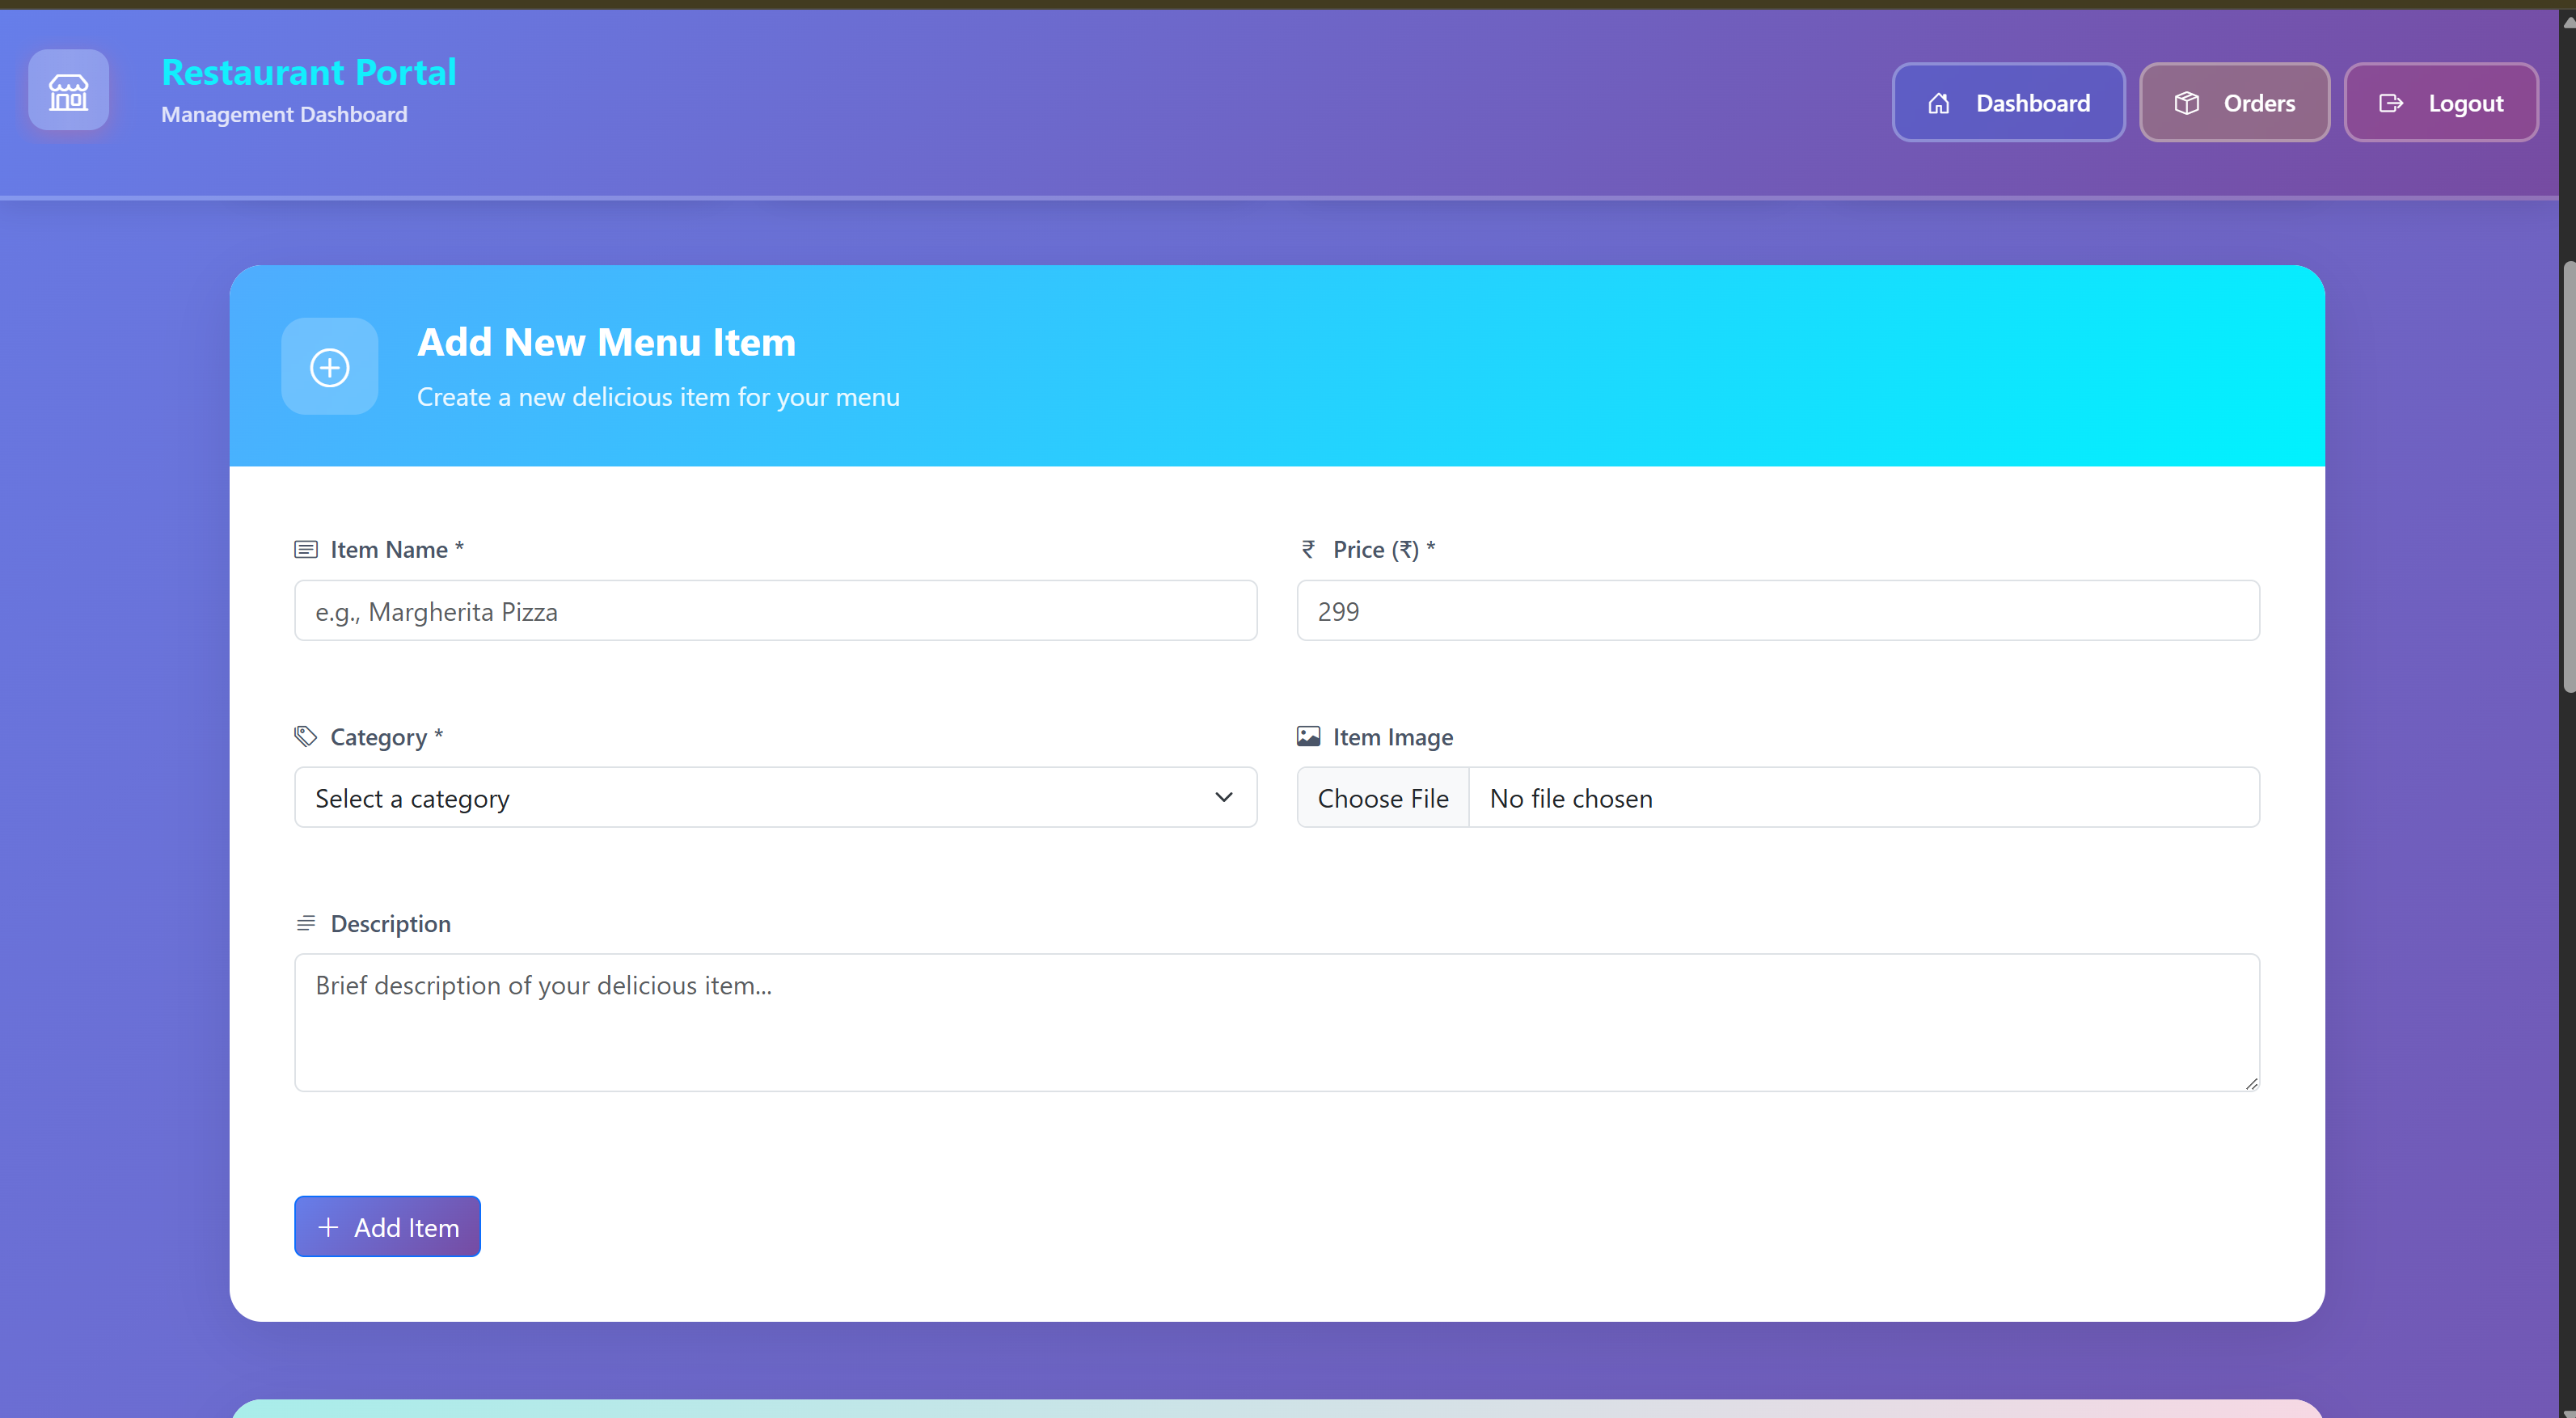 Restaurant Portal
Management Dashboard
Dashboard
Orders
Logout
Add New Menu Item
Create a new delicious item for your menu
Item Name *
Price (₹) *
e.g., Margherita Pizza
299
Category *
Item Image
Select a category
Choose File
No file chosen
Description
Brief description of your delicious item...
Add Item